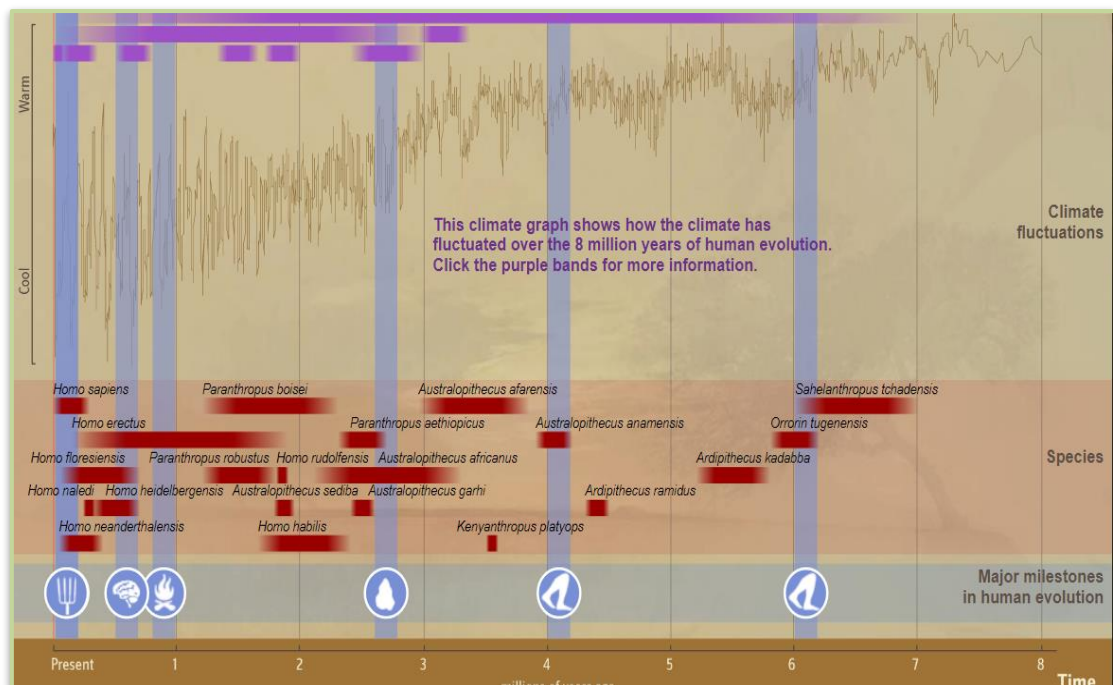 Warm
Cool
This climate graph shows how the climate has
fluctuated over the 8 million years of human evolution.
Click the purple bands for more information.
Climate
fluctuations
Homo sapiens
Paranthropus boisei
Australopithecus afarensis
Sahelanthropus tchadensis
Homo erectus
Paranthropus aethiopicus
Australopithecus anamensis
Orrorin tugenensis
Homo floresiensis
Paranthropus robustus
Homo rudolfensis
Australopithecus africanus
Ardipithecus kadabba
Species
Homo naledi
Homo heidelbergensis
Australopithecus sediba
Australopithecus garhi
Ardipithecus ramidus
Homo neanderthalensis
Homo habilis
Kenyanthropus platyops
Major milestones
in human evolution
Present 1 2 3 4 5 6 7 8
Time